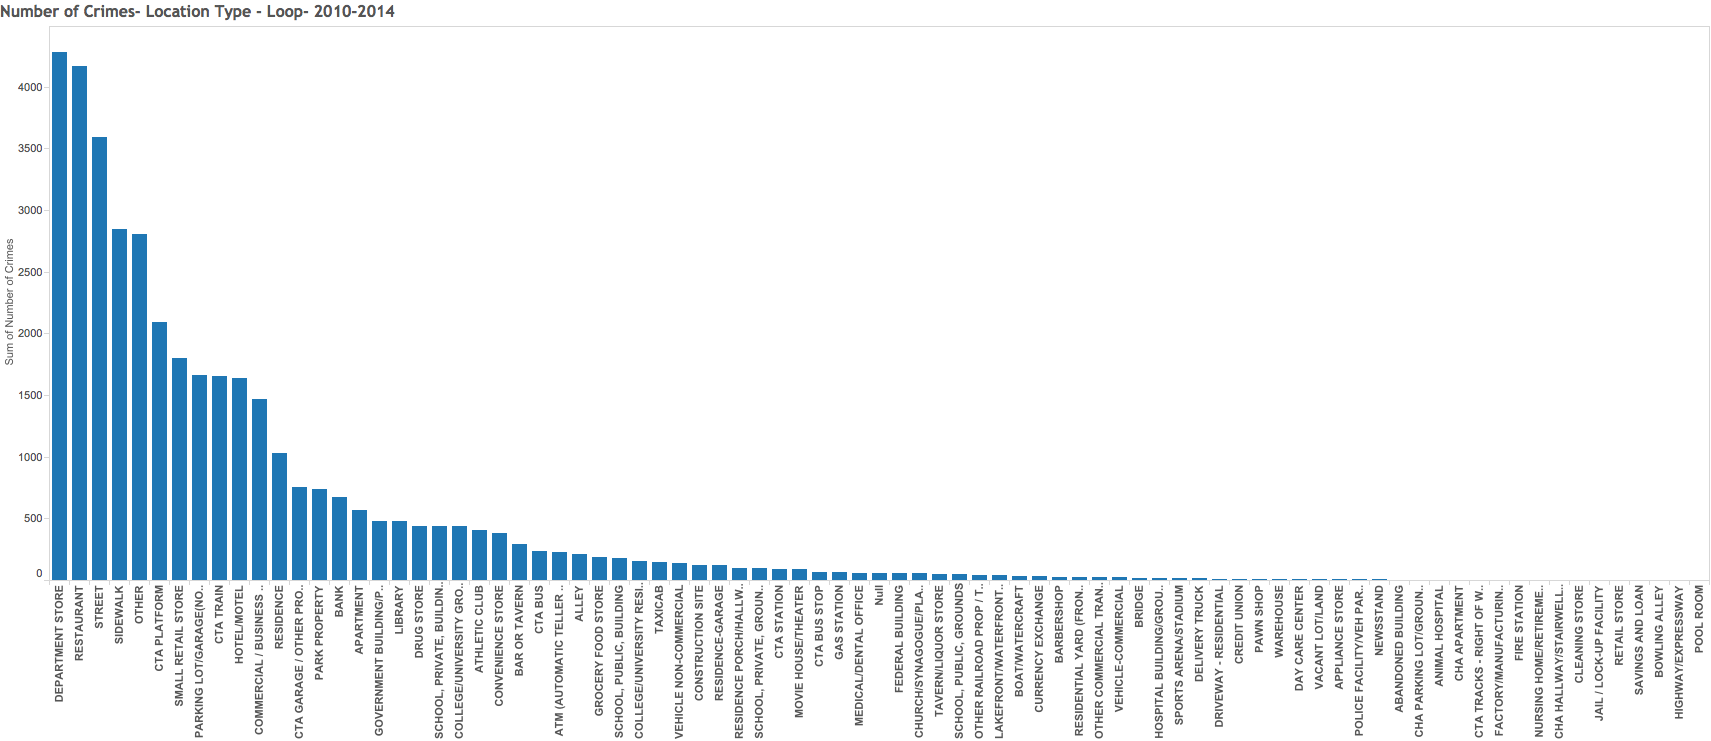 Number of Crimes- Location Type - Loop- 2010-2014
Sum of Number of Crimes
4000
3500
3000
2500
2000
1500
1000
500
0
DEPARTMENT STORE
RESTAURANT
STREET
SIDEWALK
OTHER
CTA PLATFORM
SMALL RETAIL STORE
PARKING LOT/GARAGE(NO..
CTA TRAIN
HOTEL/MOTEL
COMMERCIAL / BUSINESS ..
RESIDENCE
CTA GARAGE / OTHER PRO..
PARK PROPERTY
BANK
APARTMENT
GOVERNMENT BUILDING/P..
LIBRARY
DRUG STORE
SCHOOL, PRIVATE, BUILDIN..
COLLEGE/UNIVERSITY GRO..
ATHLETIC CLUB
CONVENIENCE STORE
BAR OR TAVERN
CTA BUS
ATM (AUTOMATIC TELLER ..
ALLEY
GROCERY FOOD STORE
SCHOOL, PUBLIC, BUILDING
COLLEGE/UNIVERSITY RESI..
TAXICAB
VEHICLE NON-COMMERCIAL
CONSTRUCTION SITE
RESIDENCE-GARAGE
RESIDENCE PORCH/HALLW..
SCHOOL, PRIVATE, GROUN..
CTA STATION
MOVIE HOUSE/THEATER
CTA BUS STOP
GAS STATION
MEDICAL/DENTAL OFFICE
Null
FEDERAL BUILDING
CHURCH/SYNAGOGUE/PLA..
TAVERN/LIQUOR STORE
SCHOOL, PUBLIC, GROUNDS
OTHER RAILROAD PROP / T..
LAKEFRONT/WATERFRONT..
BOAT/WATERCRAFT
CURRENCY EXCHANGE
BARBERSHOP
RESIDENTIAL YARD (FRON..
OTHER COMMERCIAL TRAN..
VEHICLE-COMMERCIAL
BRIDGE
HOSPITAL BUILDING/GROU..
SPORTS ARENA/STADIUM
DELIVERY TRUCK
DRIVEWAY - RESIDENTIAL
CREDIT UNION
PAWN SHOP
WAREHOUSE
DAY CARE CENTER
VACANT LOT/LAND
APPLIANCE STORE
POLICE FACILITY/VEH PAR..
NEWSSTAND
ABANDONED BUILDING
CHA PARKING LOT/GROUN..
ANIMAL HOSPITAL
CHA APARTMENT
CTA TRACKS - RIGHT OF W..
FACTORY/MANUFACTURIN..
FIRE STATION
NURSING HOME/RETIREME..
CHA HALLWAY/STAIRWELL..
CLEANING STORE
JAIL / LOCK-UP FACILITY
RETAIL STORE
SAVINGS AND LOAN
BOWLING ALLEY
HIGHWAY/EXPRESSWAY
POOL ROOM